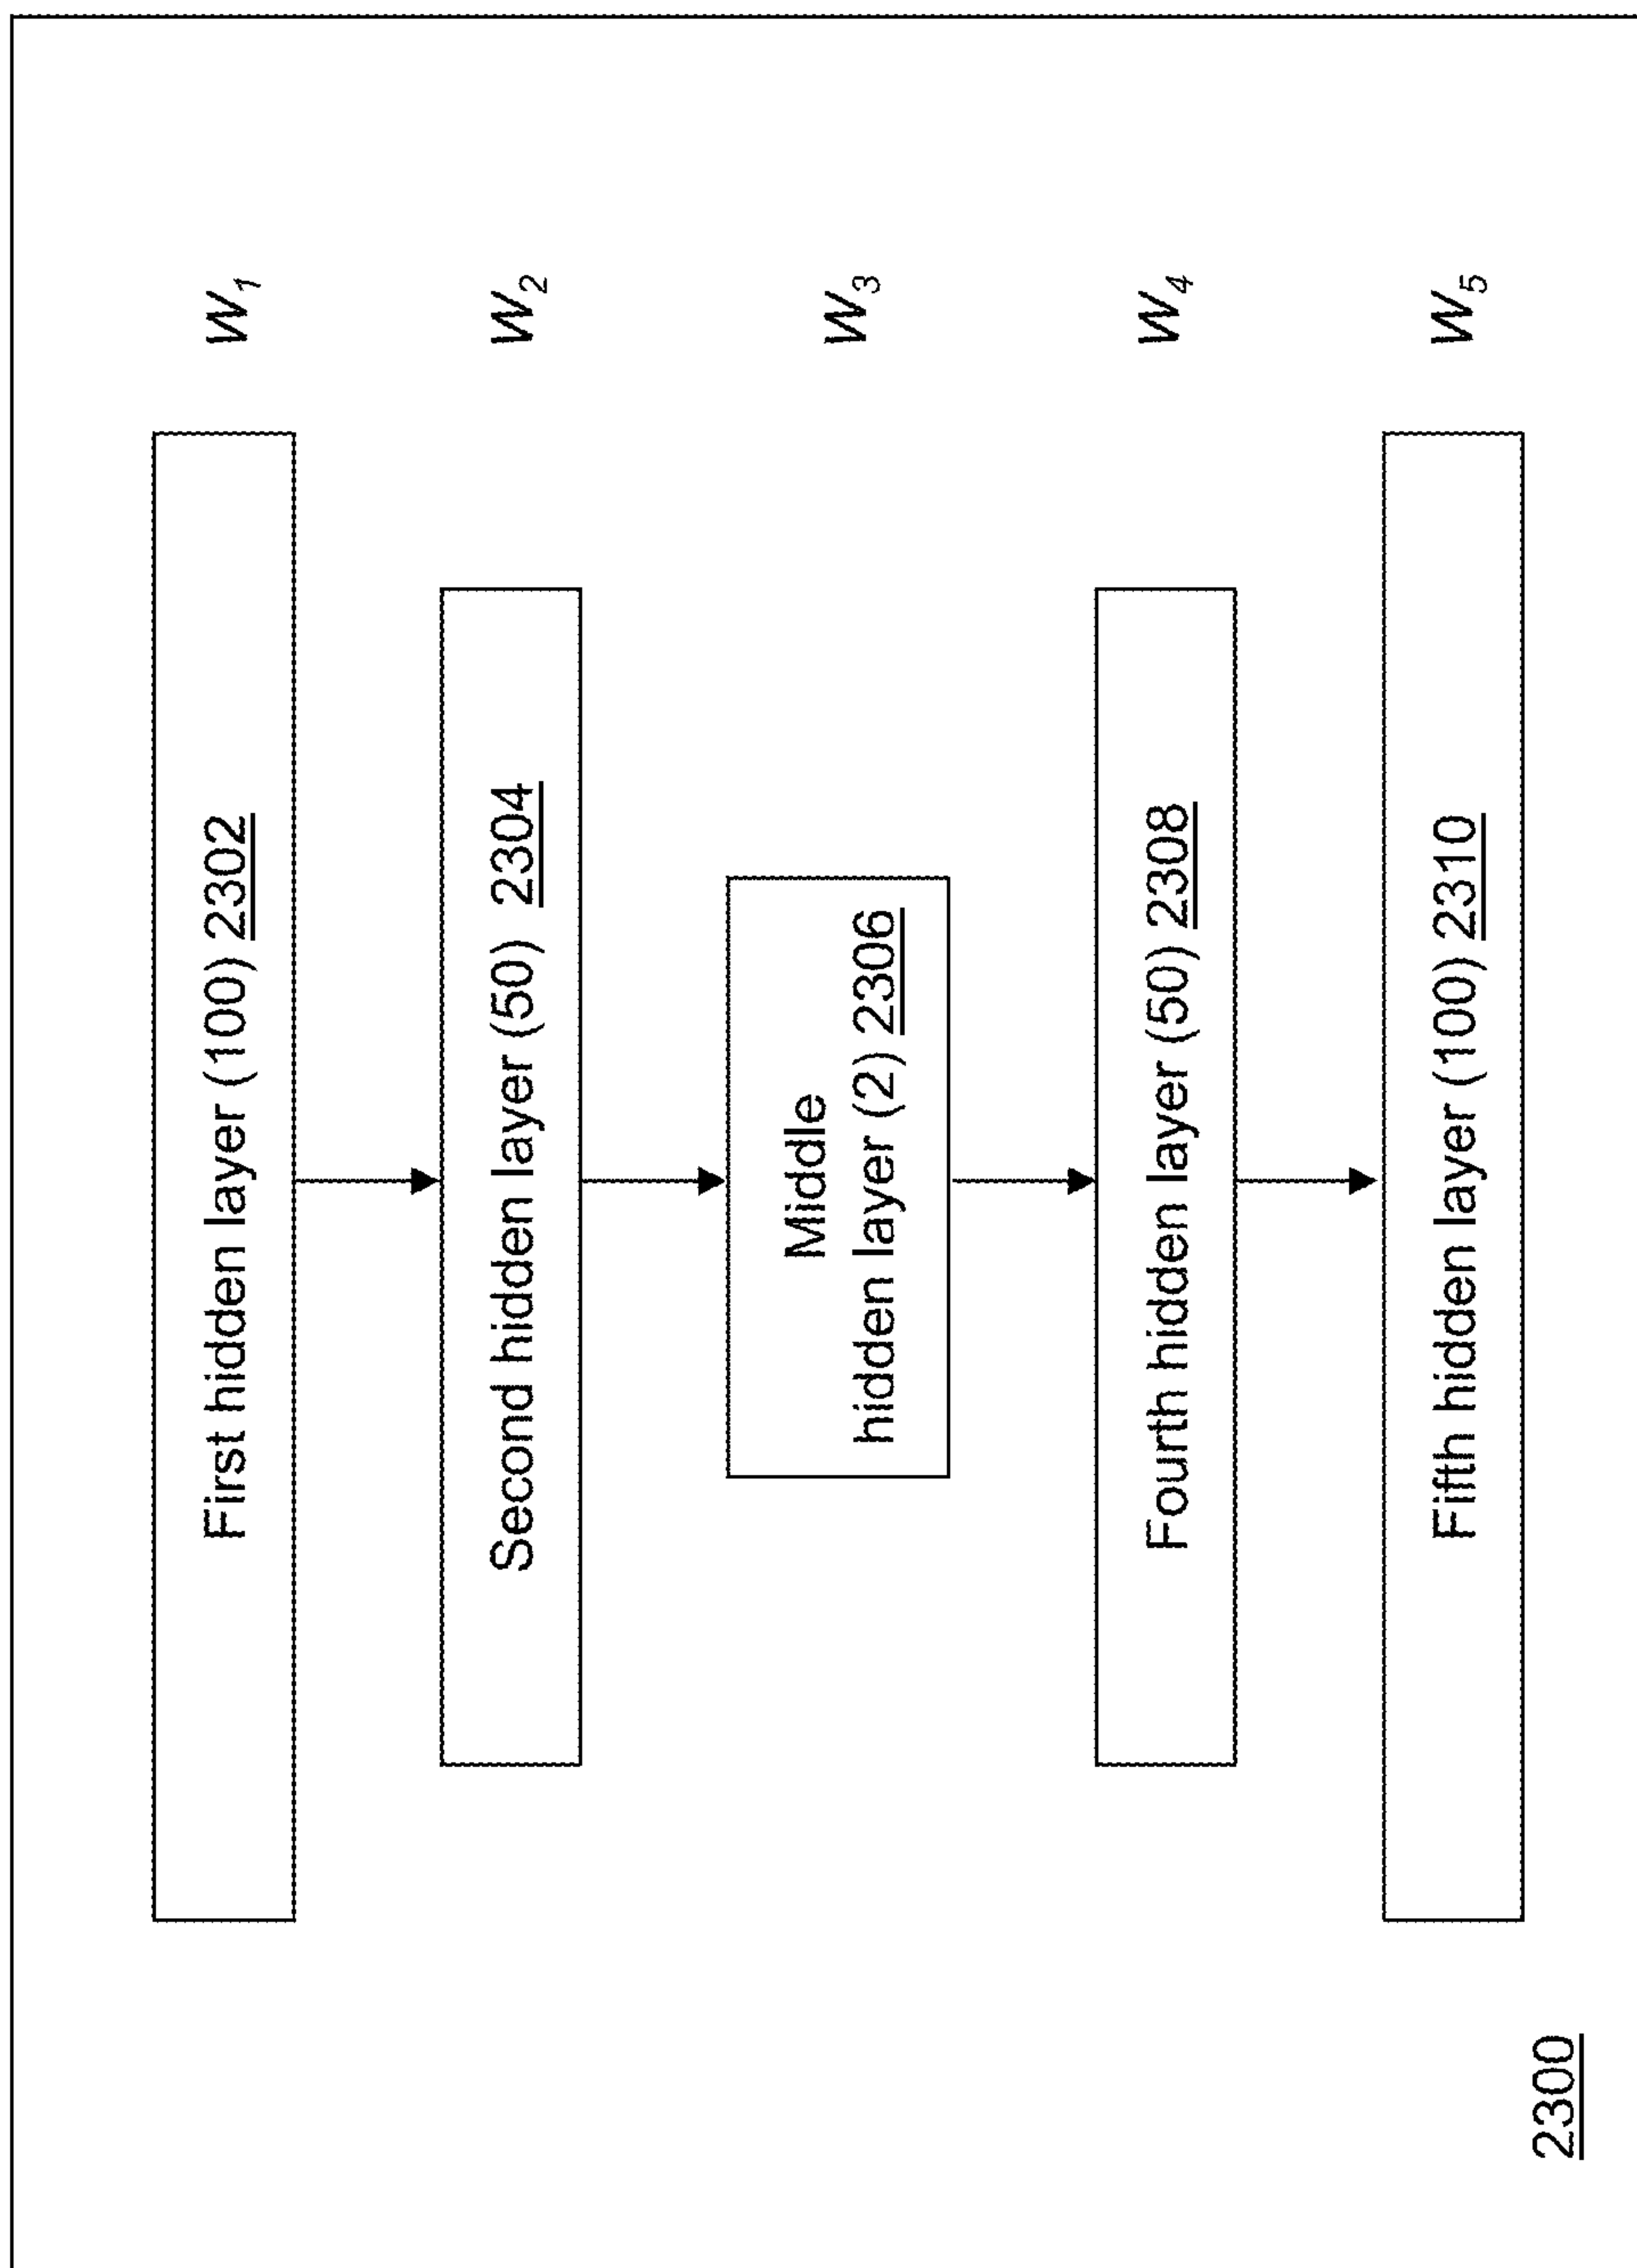 First hidden layer (100) 2302
W1
Second hidden layer (50) 2304
W2
Middle
hidden layer (2) 2306
W3
Fourth hidden layer (50) 2308
W4
Fifth hidden layer (100) 2310
W5
2300